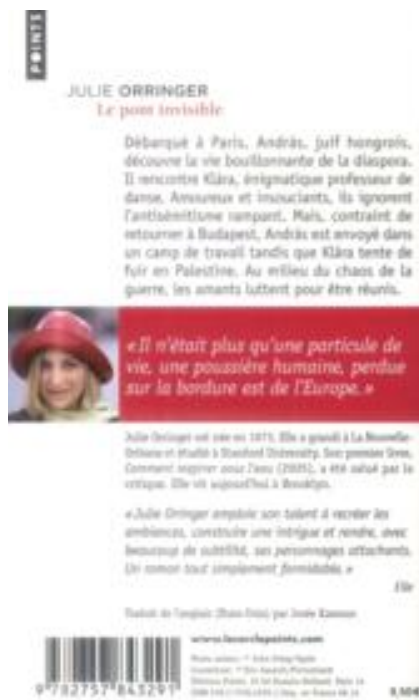 POINTS
JULIE ORRINGER
Le pont invisible
Débarqué à Paris, Andràs, juif hongrois,
découvre la vie bouillonnante de la diaspora.
Il rencontre Klára, énigmatique professeur de
danse. Amoureux et insouciants, ils ignorent
l'antisémitisme rampant. Mais, contraint de
retourner à Budapest, Andràs est envoyé dans
un camp de travail tandis que Klára tente de
fuir en Palestine. Au milieu du chaos de la
guerre, les amants luttent pour être réunis.
« Il n'était plus qu'une particule de
vie, une poussière humaine, perdue
sur la bordure est de l'Europe. »
Julie Orringer est née en 1973. Elle a grandi à La Nouvelle-
Orléans et étudié à Stanford University. Son premier livre,
Comment respirer sous l'eau (2005), a été salué par la
critique. Elle vit aujourd'hui à Brooklyn.
« Julie Orringer emploie son talent à recréer les
ambiances, construire une intrigue et rendre, avec
beaucoup de subtilité, ses personnages attachants.
Un roman tout simplement formidable. »
Elle
Traduit de l'anglais (États-Unis) par Josée Kamoun
www.lecerclepoints.com
9 782757 843291